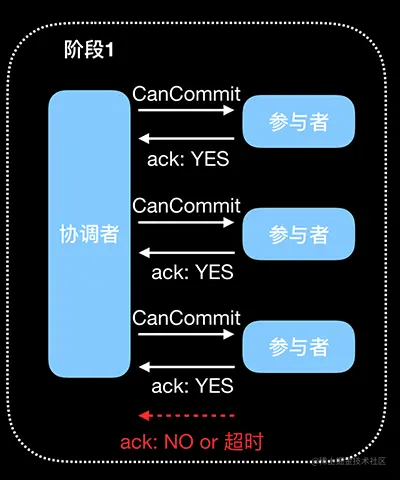 阶段1
CanCommit
参与者
ack: YES
CanCommit
协调者
参与者
ack: YES
CanCommit
参与者
ack: YES
ack: NO or 超时
@稀土掘金技术社区